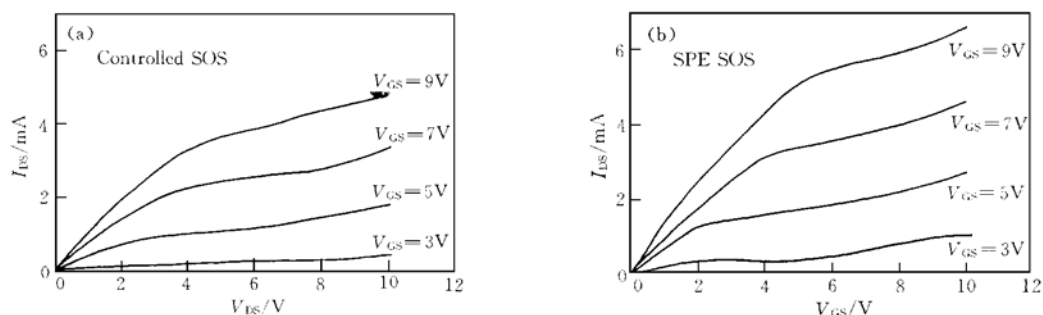 (a)
Controlled SOS
V_GS=9V
V_GS=7V
V_GS=5V
V_GS=3V
I_DS/mA
6
4
2
0
0 2 4 6 8 10 12
V_DS/V
(b)
SPE SOS
V_GS=9V
V_GS=7V
V_GS=5V
V_GS=3V
I_DS/mA
6
4
2
0
0 2 4 6 8 10 12
V_GS/V